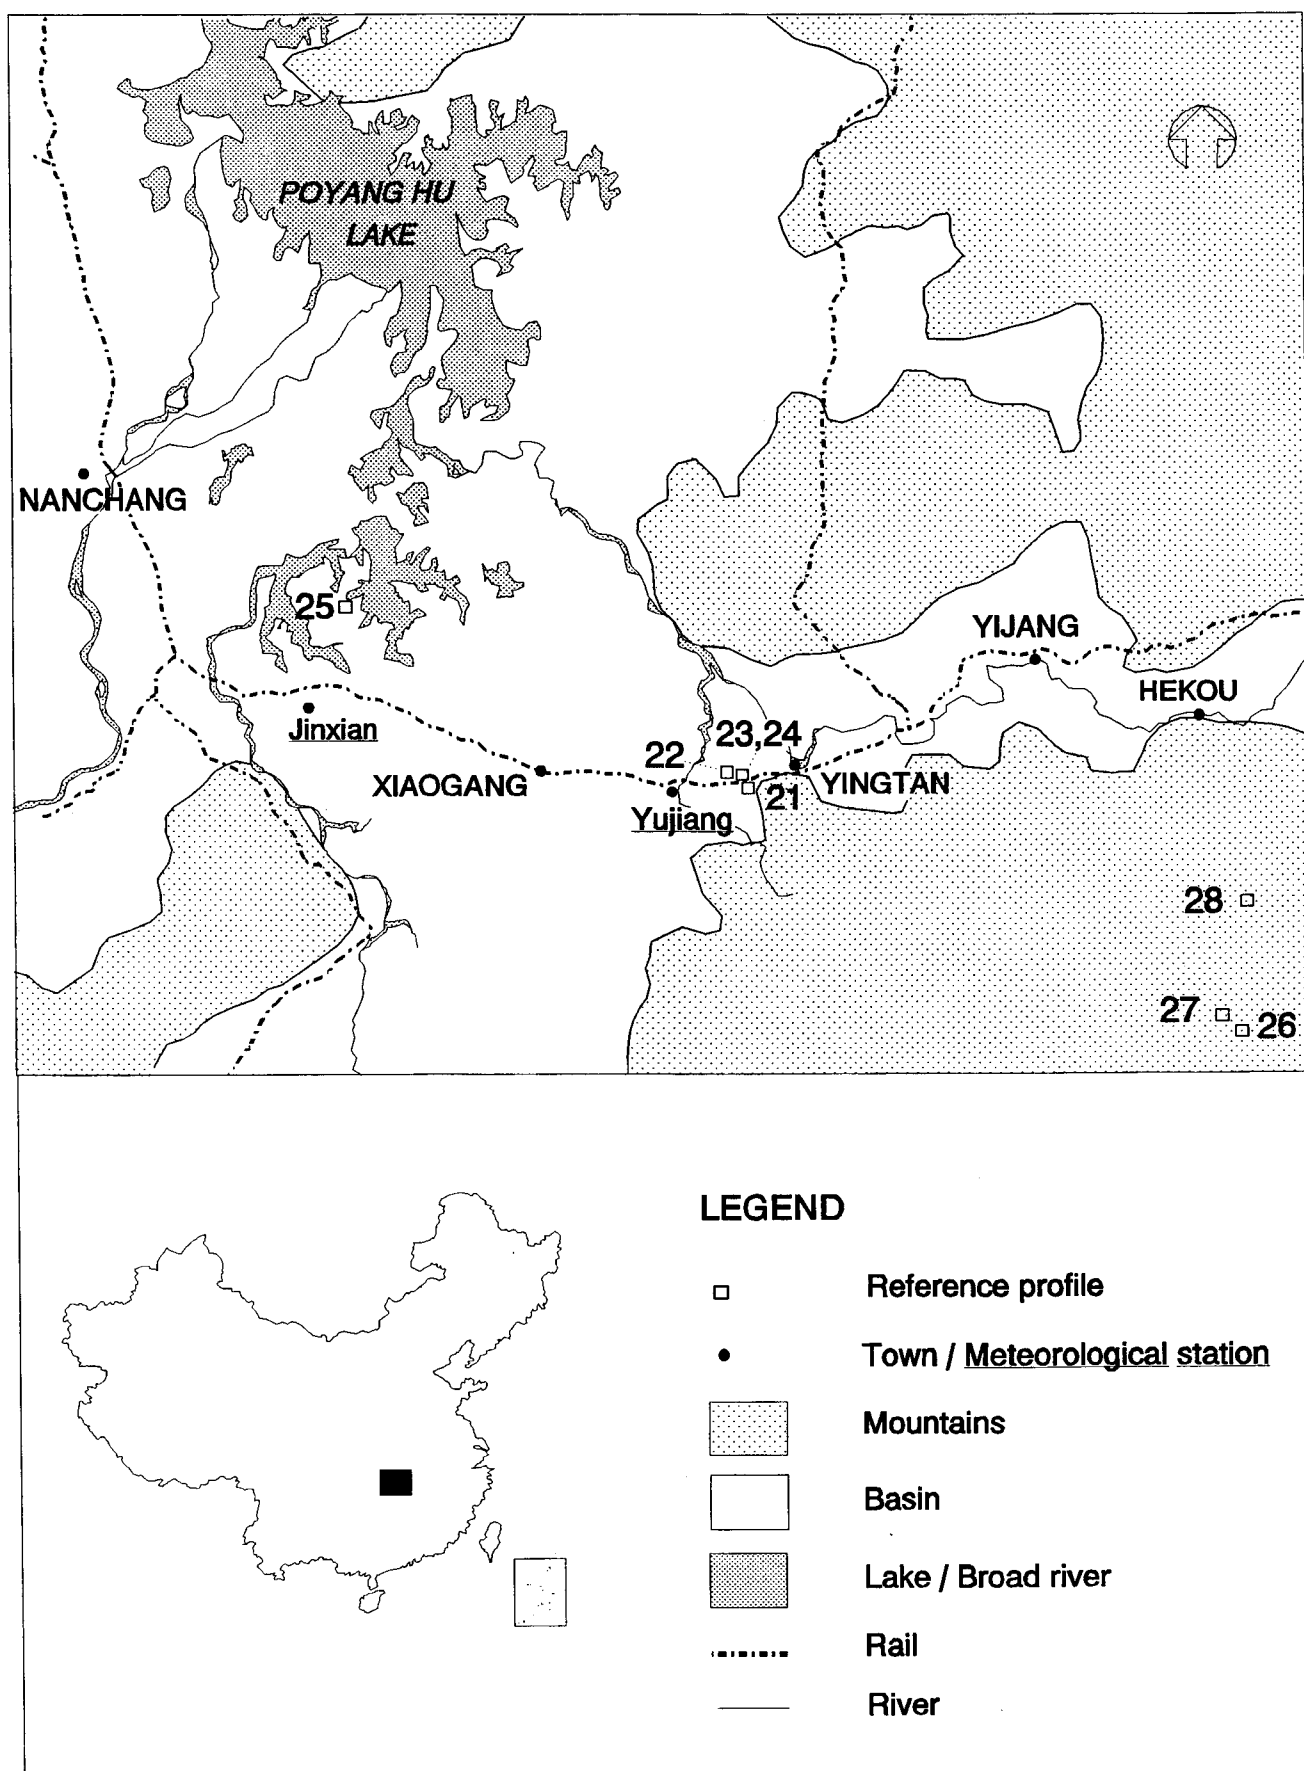 POYANG HU
LAKE
NANCHANG
25
YIJANG
HEKOU
Jinxian
22
23,24
XIAOGANG
YINGTAN
21
Yujiang
28
27
26
LEGEND
Reference profile
Town / Meteorological station
Mountains
Basin
Lake / Broad river
Rail
River